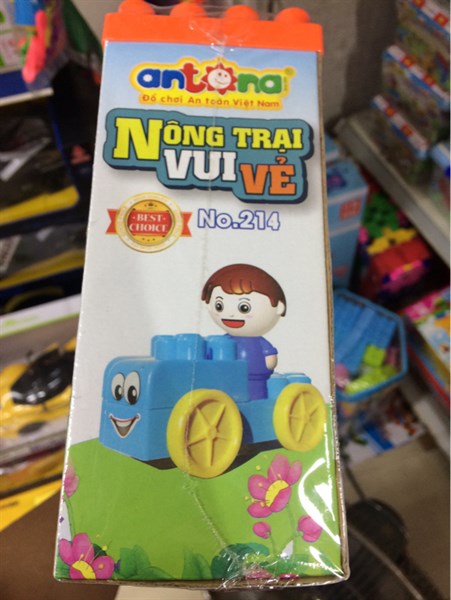 antona
Đồ chơi An toàn Việt Nam
NÔNG TRẠI
VUI VẺ
BEST
CHOICE
No.214